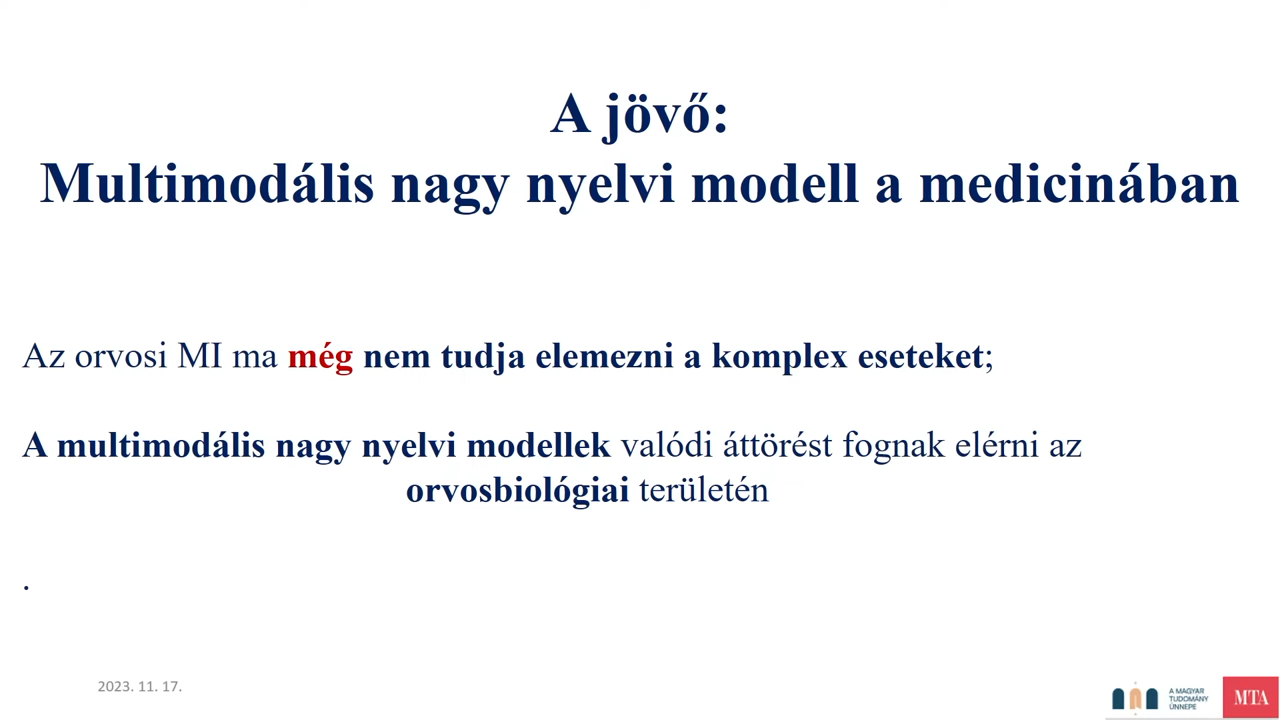 A jövő:
Multimodális nagy nyelvi modell a medicinában
Az orvosi MI ma még nem tudja elemezni a komplex eseteket;
A multimodális nagy nyelvi modellek valódi áttörést fognak elérni az
orvosbiológiai területén
.
2023. 11. 17.
A MAGYAR
TUDOMÁNY
ÜNNEPE
MTA